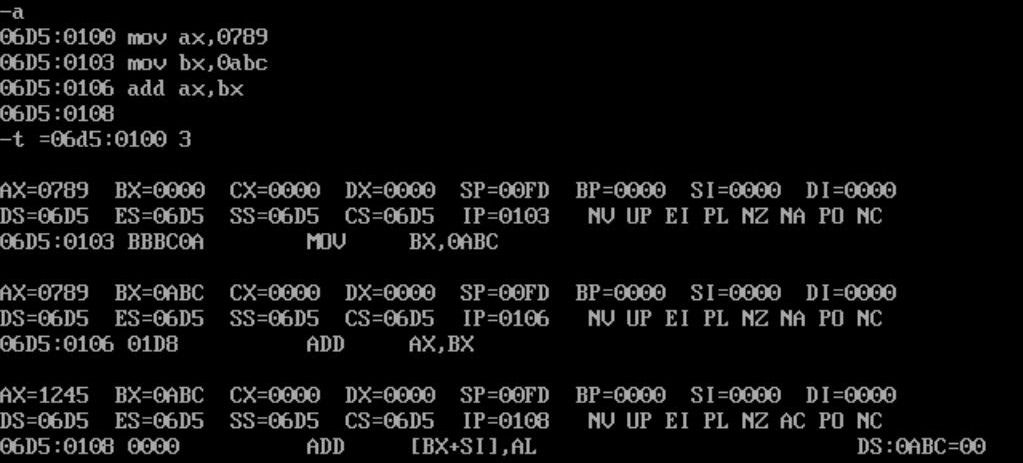 -a
06D5:0100 mov ax,0789
06D5:0103 mov bx,0abc
06D5:0106 add ax,bx
06D5:0108
-t =06d5:0100 3
AX=0789 BX=0000 CX=0000 DX=0000 SP=00FD BP=0000 SI=0000 DI=0000
DS=06D5 ES=06D5 SS=06D5 CS=06D5 IP=0103 NV UP EI PL NZ NA PO NC
06D5:0103 BBBC0A MOV BX,0ABC
AX=0789 BX=0ABC CX=0000 DX=0000 SP=00FD BP=0000 SI=0000 DI=0000
DS=06D5 ES=06D5 SS=06D5 CS=06D5 IP=0106 NV UP EI PL NZ NA PO NC
06D5:0106 01D8 ADD AX,BX
AX=1245 BX=0ABC CX=0000 DX=0000 SP=00FD BP=0000 SI=0000 DI=0000
DS=06D5 ES=06D5 SS=06D5 CS=06D5 IP=0108 NV UP EI PL NZ AC PO NC
06D5:0108 0000 ADD [BX+SI],AL DS:0ABC=00